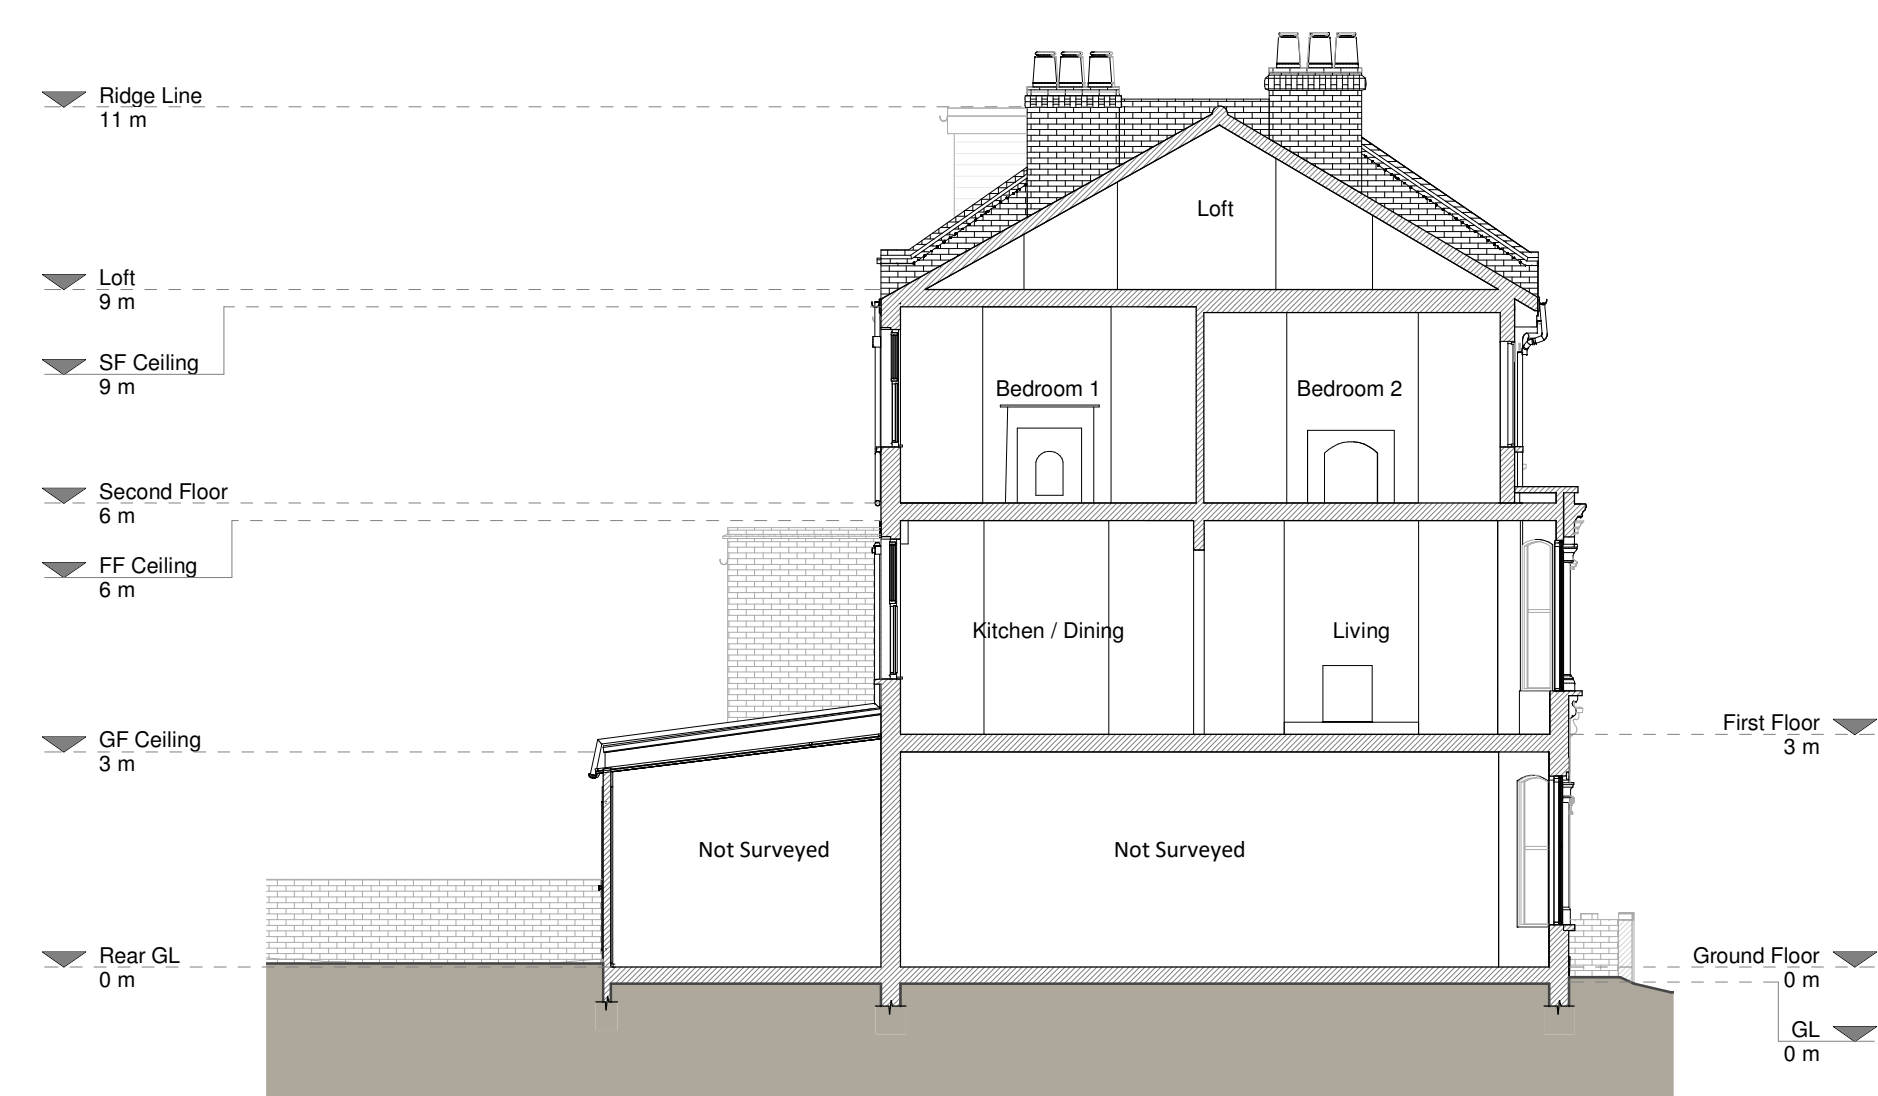 Ridge Line
11 m
Loft
Loft
9 m
SF Ceiling
9 m
Bedroom 1
Bedroom 2
Second Floor
6 m
FF Ceiling
6 m
Kitchen / Dining
Living
First Floor
3 m
GF Ceiling
3 m
Not Surveyed
Not Surveyed
Rear GL
0 m
Ground Floor
0 m
GL
0 m